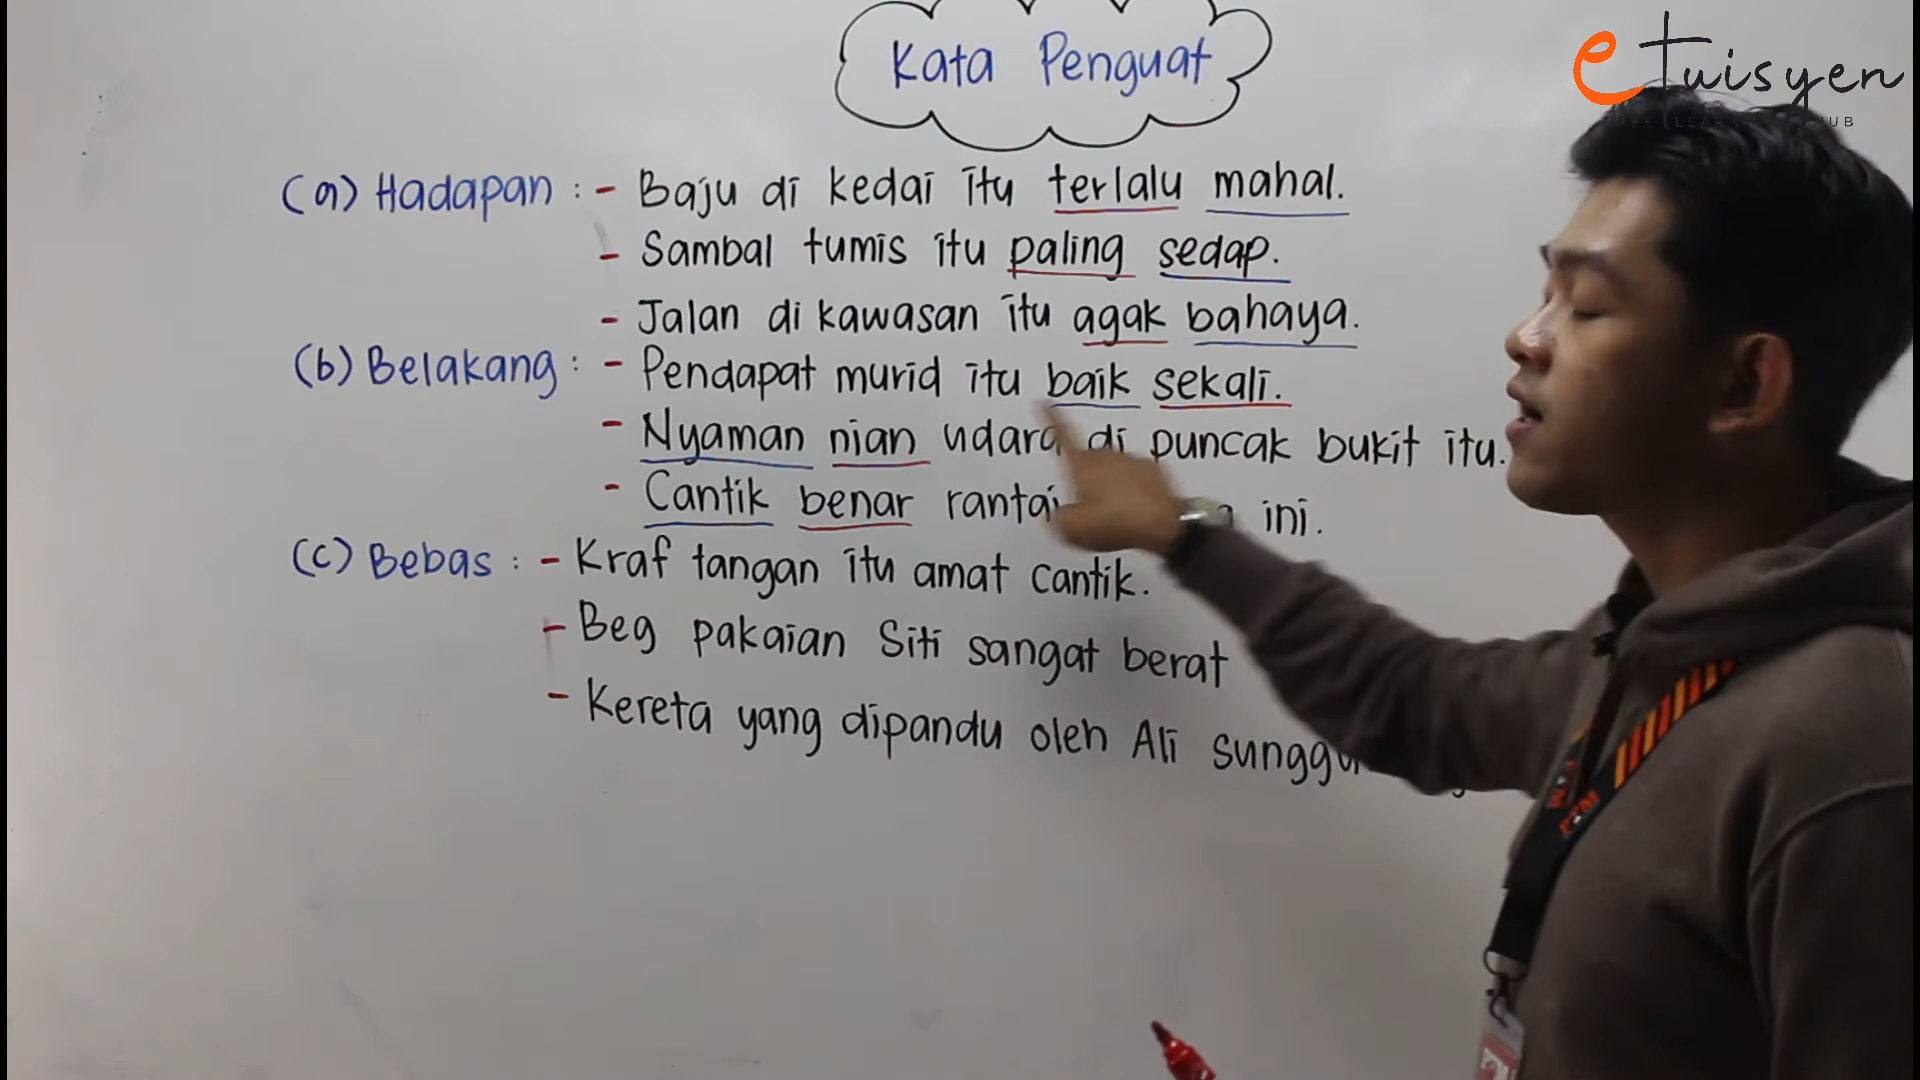 Kata Penguat
e Tuisyen
(a) Hadapan : - Baju di kedai itu terlalu mahal.
- Sambal tumis itu paling sedap.
- Jalan di kawasan itu agak bahaya.
(b) Belakang : - Pendapat murid itu baik sekali.
- Nyaman nian udara di puncak bukit itu.
- Cantik benar rantai ini.
(c) Bebas : - Kraf tangan itu amat cantik.
- Beg pakaian Siti sangat berat
- Kereta yang dipandu oleh Ali